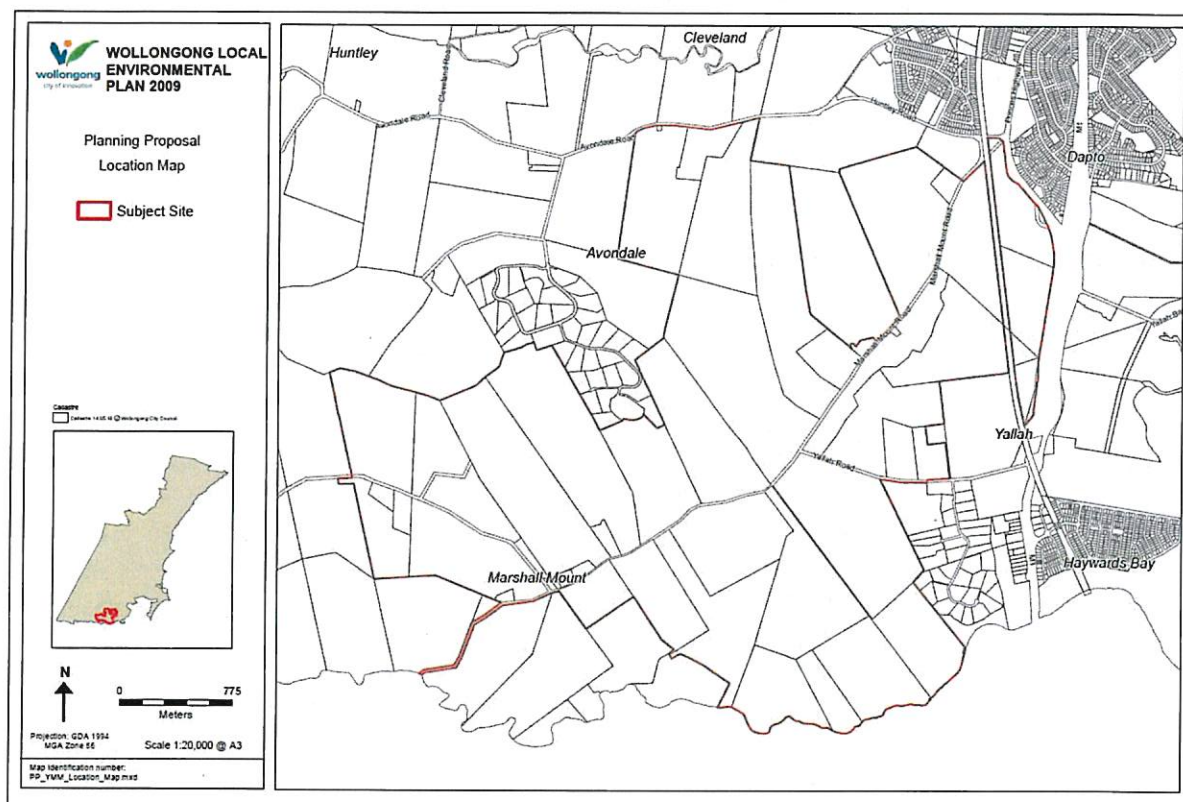 wollongong
city of innovation
WOLLONGONG LOCAL
ENVIRONMENTAL
PLAN 2009
Planning Proposal
Location Map
Subject Site
Cadastre
N
0 775
Meters
Projection: GDA 1994
MGA Zone 56
Scale 1:20,000 @ A3
Map identification number:
PP_YMM_Location_Map.mxd
Huntley
Cleveland
Cleveland Road
Avondale Road
Avondale Road
M1
Dapto
Avondale
Marshall Mount Road
Marshall Mount Road
Yallah
Yallah Road
Marshall Mount
Haywards Bay